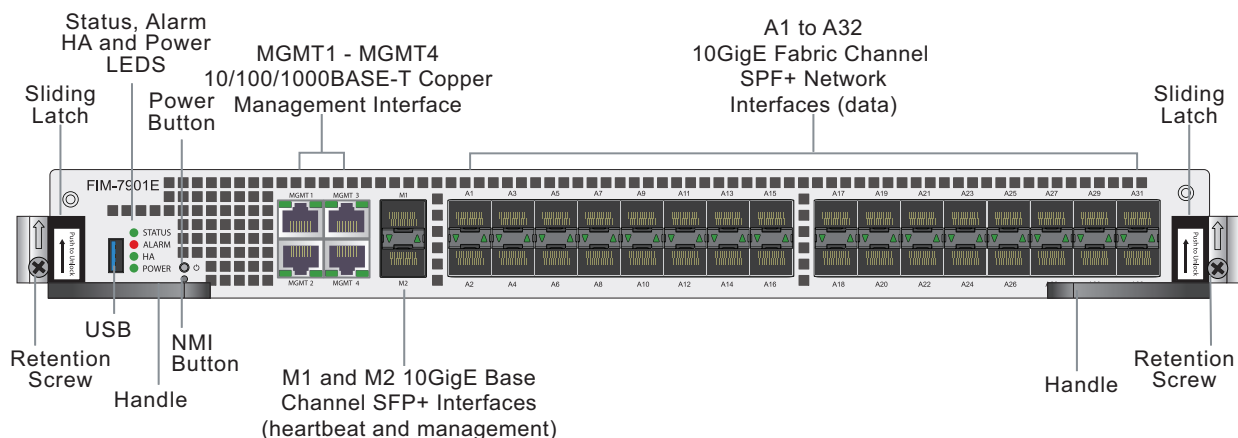 Status, Alarm
HA and Power
LEDS
Sliding
Latch
Power
Button
MGMT1 - MGMT4
10/100/1000BASE-T Copper
Management Interface
A1 to A32
10GigE Fabric Channel
SPF+ Network
Interfaces (data)
Sliding
Latch
FIM-7901E
MGMT 1 MGMT 3
M1
A1 A3 A5 A7 A9 A11 A13 A15
A17 A19 A21 A23 A25 A27 A29 A31
Push to Unlock
STATUS
ALARM
HA
POWER
Push to Unlock
MGMT 2 MGMT 4
M2
A2 A4 A6 A8 A10 A12 A14 A16
A18 A20 A22 A24 A26
USB
NMI
Button
Retention
Screw
Handle
M1 and M2 10GigE Base
Channel SFP+ Interfaces
(heartbeat and management)
Handle
Retention
Screw